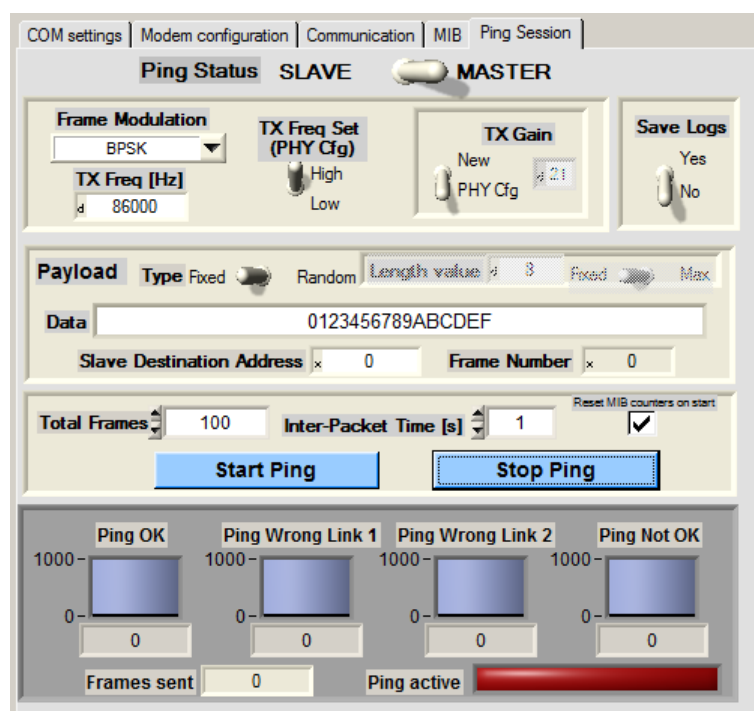 COM settings Modem configuration Communication MIB Ping Session
Ping Status SLAVE MASTER
Frame Modulation
BPSK
TX Freq [Hz]
d 86000
TX Freq Set
(PHY Cfg)
High
Low
TX Gain
New
PHY Cfg
d 21
Save Logs
Yes
No
Payload Type Fixed Random Length value d 8 Fixed Max
Data 0123456789ABCDEF
Slave Destination Address x 0 Frame Number x 0
Total Frames 100 Inter-Packet Time [s] 1 Reset MIB counters on start
Start Ping Stop Ping
Ping OK Ping Wrong Link 1 Ping Wrong Link 2 Ping Not OK
1000 1000 1000 1000
0 0 0 0
0 0 0 0
Frames sent 0 Ping active